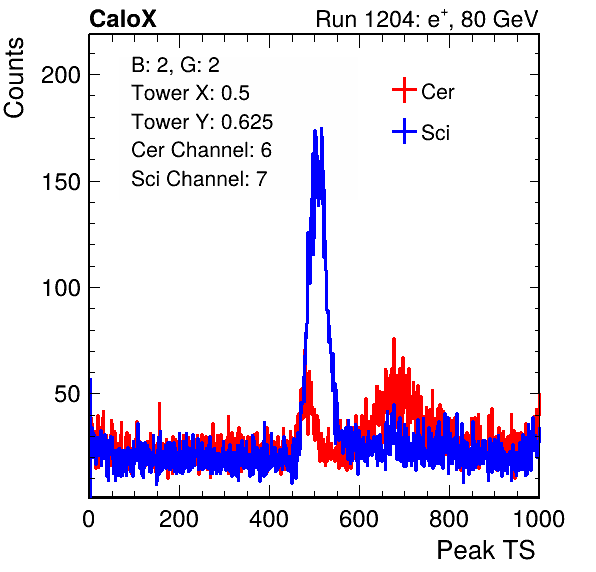 CaloX Run 1204: e⁺, 80 GeV
Counts
B: 2, G: 2
Tower X: 0.5
Tower Y: 0.625
Cer Channel: 6
Sci Channel: 7
Cer
Sci
200
150
100
50
0 200 400 600 800 1000
Peak TS